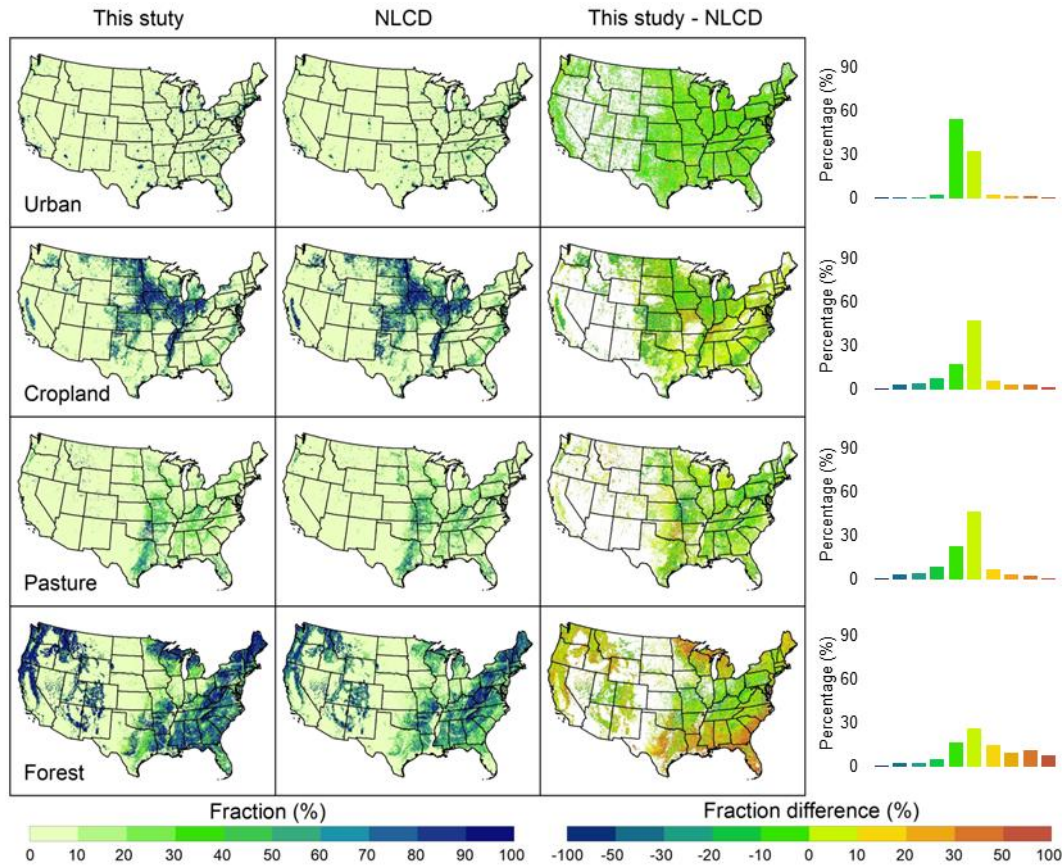 This stuty NLCD This study - NLCD
Urban
90
60
30
0
Percentage (%)
Cropland
90
60
30
0
Percentage (%)
Pasture
90
60
30
0
Percentage (%)
Forest
90
60
30
0
Percentage (%)
Fraction (%) Fraction difference (%)
0 10 20 30 40 50 60 70 80 90 100 -100 -50 -30 -20 -10 0 10 20 30 50 100